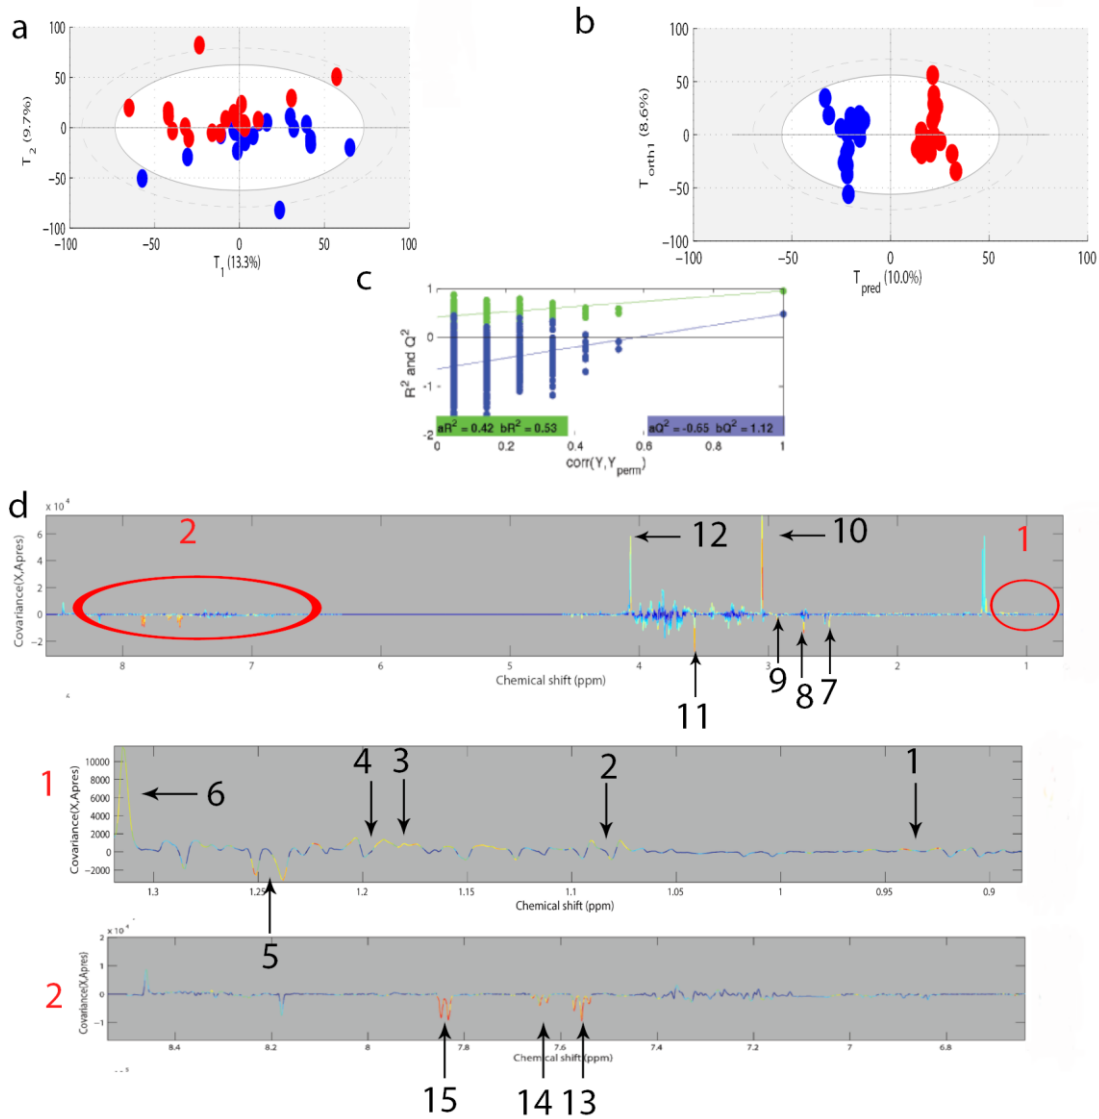 a
100
50
0
−50
−100
−100 −50 0 50 100
T2 (9.7%)
T1 (13.3%)
b
100
50
0
−50
−100
−100 −50 0 50 100
Torth1 (8.6%)
Tpred (10.0%)
c
1
0
-1
-2
0 0.2 0.4 0.6 0.8 1
R2 and Q2
aR2 = 0.42 bR2 = 0.53
aQ2 = -0.65 bQ2 = 1.12
corr(Y,Yperm)
d
x 10^4
6
4
2
0
−2
Covariance(X,Apres)
2
12
10
1
9
8
7
11
8 7 6 5 4 3 2 1
Chemical shift (ppm)
4
1
10000
8000
6000
4000
2000
0
−2000
Covariance(X,Apres)
6
4
3
2
1
5
1.3 1.25 1.2 1.15 1.1 1.05 1 0.95 0.9
Chemical shift (ppm)
2
x 10^4
2
1
0
−1
Covariance(X,Apres)
8.4 8.2 8 7.8 7.6 7.4 7.2 7 6.8
Chemical shift (ppm)
15
14
13